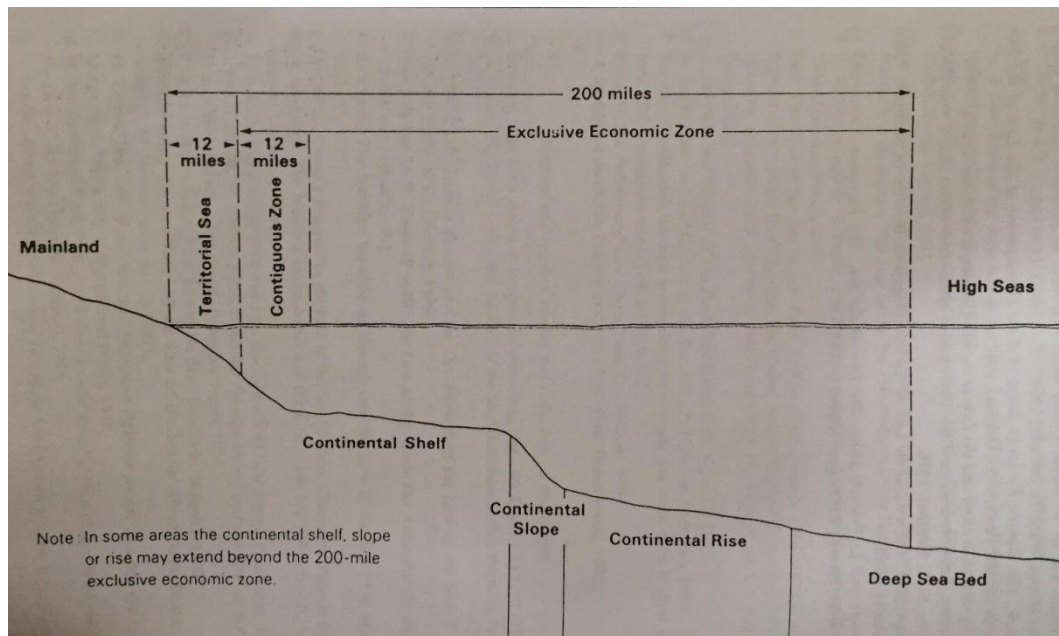 200 miles
Exclusive Economic Zone
12
miles
12
miles
Territorial Sea
Contiguous Zone
Mainland
High Seas
Continental Shelf
Continental
Slope
Continental Rise
Deep Sea Bed
Note : In some areas the continental shelf, slope
or rise may extend beyond the 200-mile
exclusive economic zone.